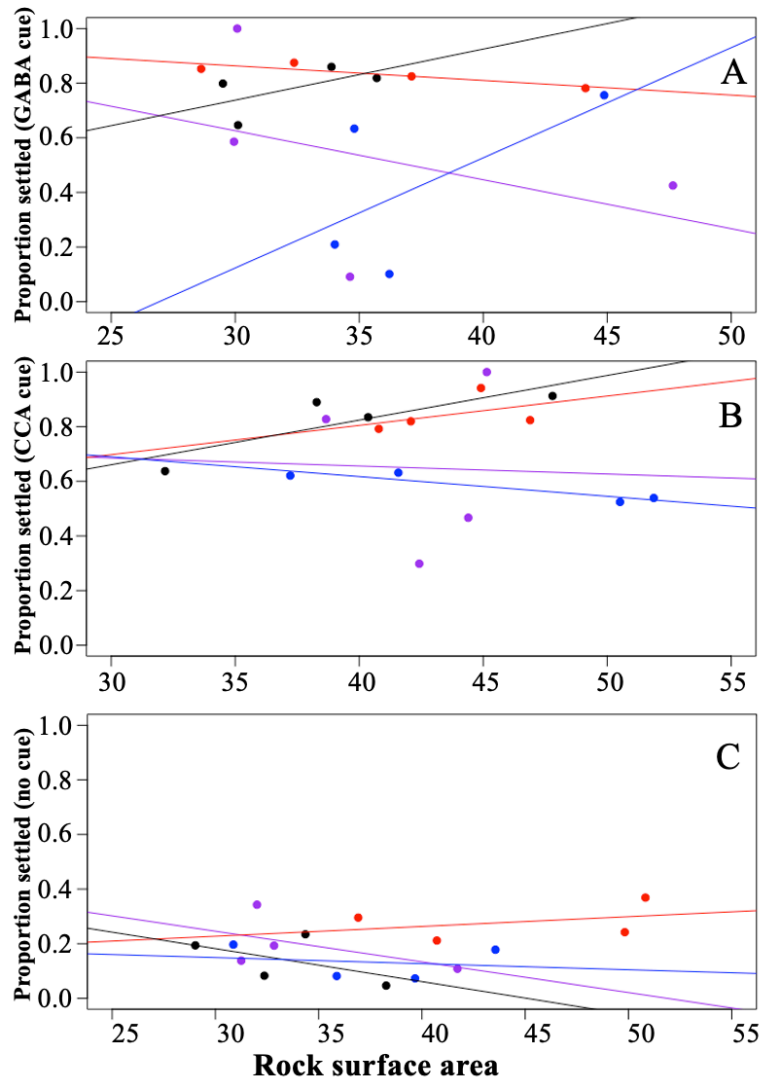 Proportion settled (GABA cue)
1.0
0.8
0.6
0.4
0.2
0.0
A
25 30 35 40 45 50
Proportion settled (CCA cue)
1.0
0.8
0.6
0.4
0.2
0.0
B
30 35 40 45 50 55
Proportion settled (no cue)
1.0
0.8
0.6
0.4
0.2
0.0
C
25 30 35 40 45 50 55
Rock surface area